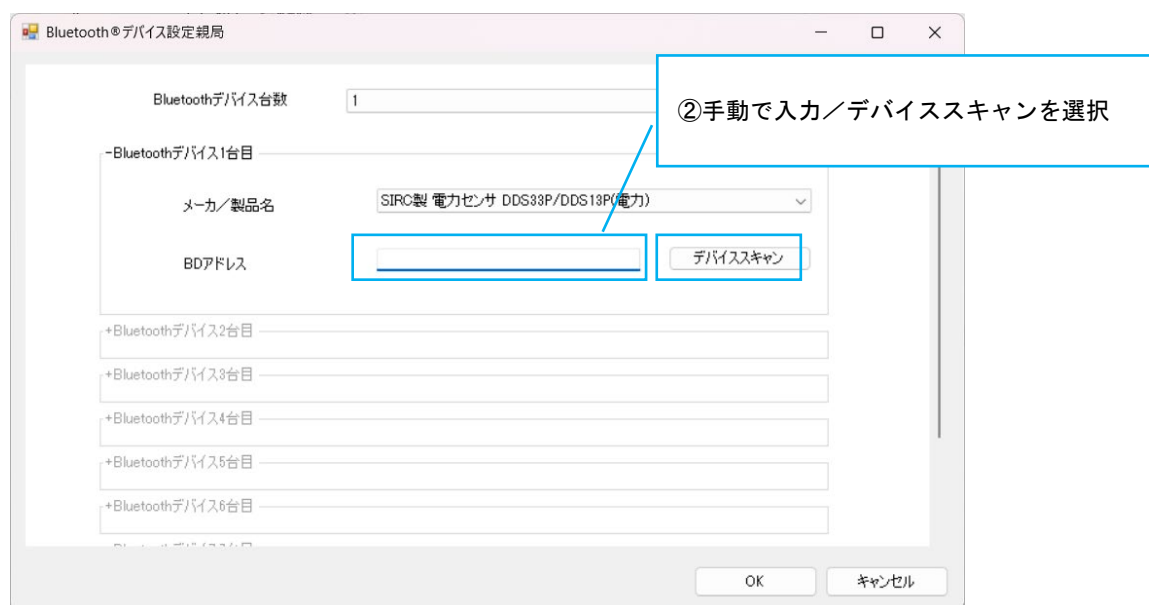 Bluetooth®デバイス設定親局
Bluetoothデバイス台数 1
②手動で入力／デバイススキャンを選択
-Bluetoothデバイス1台目
メーカ／製品名 SIRC製 電力センサ DDS33P/DDS13P(電力)
BDアドレス デバイススキャン
+Bluetoothデバイス2台目
+Bluetoothデバイス3台目
+Bluetoothデバイス4台目
+Bluetoothデバイス5台目
+Bluetoothデバイス6台目
OK キャンセル